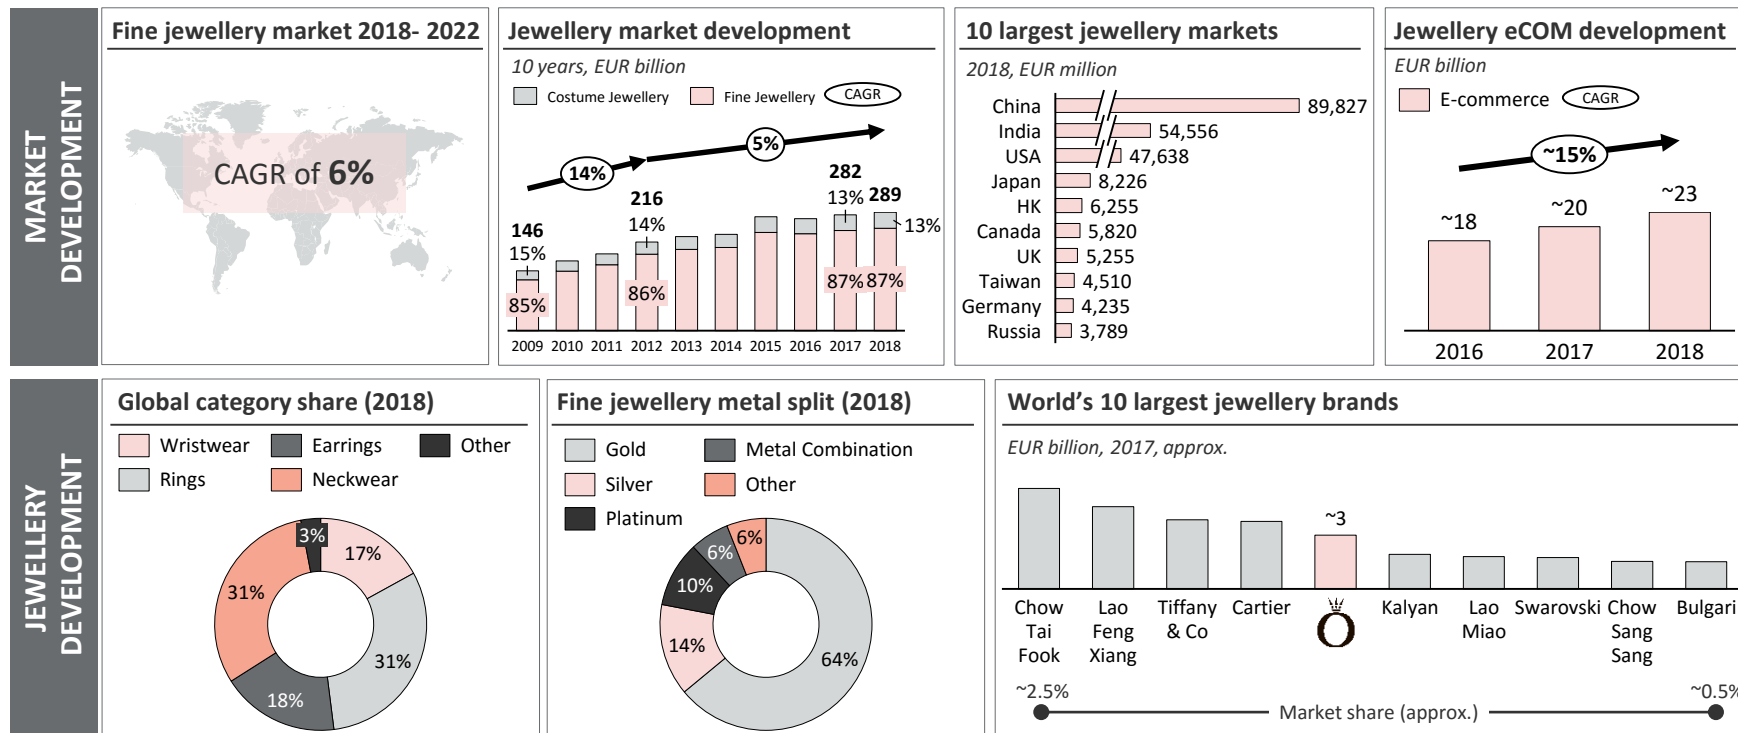 MARKET
DEVELOPMENT
Fine jewellery market 2018- 2022
CAGR of 6%
Jewellery market development
10 years, EUR billion
Costume Jewellery
Fine Jewellery
CAGR
14%
5%
146
15%
85%
216
14%
86%
282
13%
87%
289
13%
87%
2009 2010 2011 2012 2013 2014 2015 2016 2017 2018
10 largest jewellery markets
2018, EUR million
China 89,827
India 54,556
USA 47,638
Japan 8,226
HK 6,255
Canada 5,820
UK 5,255
Taiwan 4,510
Germany 4,235
Russia 3,789
Jewellery eCOM development
EUR billion
E-commerce
CAGR
~15%
~18
~20
~23
2016 2017 2018
JEWELLERY
DEVELOPMENT
Global category share (2018)
Wristwear
Earrings
Other
Rings
Neckwear
3%
17%
31%
31%
18%
Fine jewellery metal split (2018)
Gold
Metal Combination
Silver
Other
Platinum
6%
6%
10%
14%
64%
World's 10 largest jewellery brands
EUR billion, 2017, approx.
~3
Chow
Tai
Fook
Lao
Feng
Xiang
Tiffany
& Co
Cartier
Kalyan
Lao
Miao
Swarovski
Chow
Sang
Sang
Bulgari
~2.5%
~0.5%
Market share (approx.)